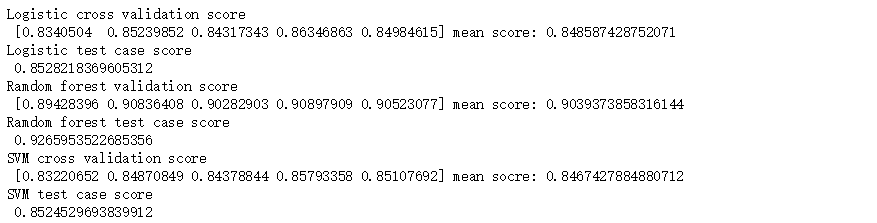 Logistic cross validation score
[0.8340504 0.85239852 0.84317343 0.86346863 0.84984615] mean score: 0.848587428752071
Logistic test case score
0.8528218369605312
Ramdom forest validation score
[0.89428396 0.90836408 0.90282903 0.90897909 0.90523077] mean score: 0.9039373858316144
Ramdom forest test case score
0.9265953522685356
SVM cross validation score
[0.83220652 0.84870849 0.84378844 0.85793358 0.85107692] mean socre: 0.8467427884880712
SVM test case score
0.8524529693839912